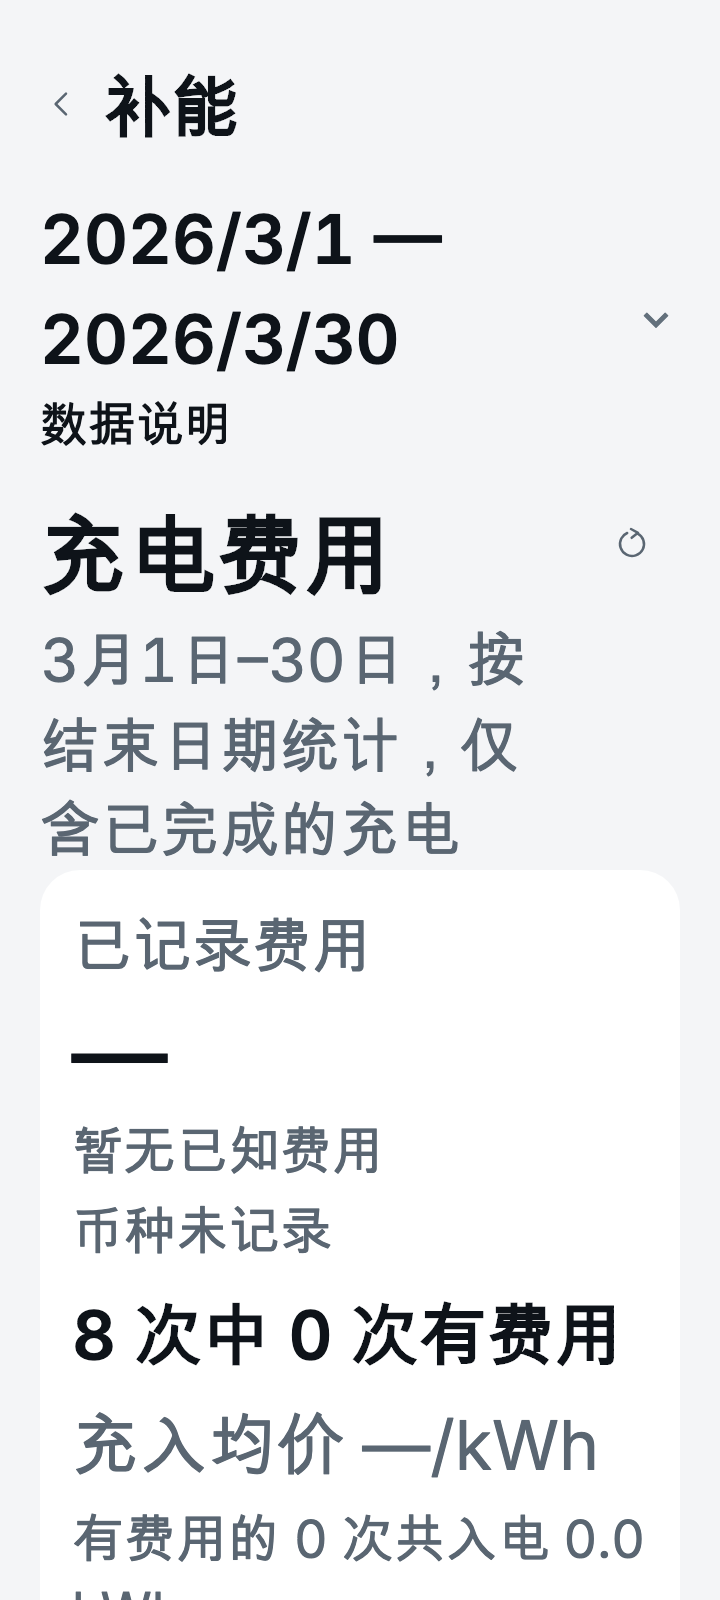 补能
2026/3/1 —
2026/3/30
数据说明
充电费用
3月1日–30日，按
结束日期统计，仅
含已完成的充电
已记录费用
—
暂无已知费用
币种未记录
8 次中 0 次有费用
充入均价 —/kWh
有费用的 0 次共入电 0.0
kWh